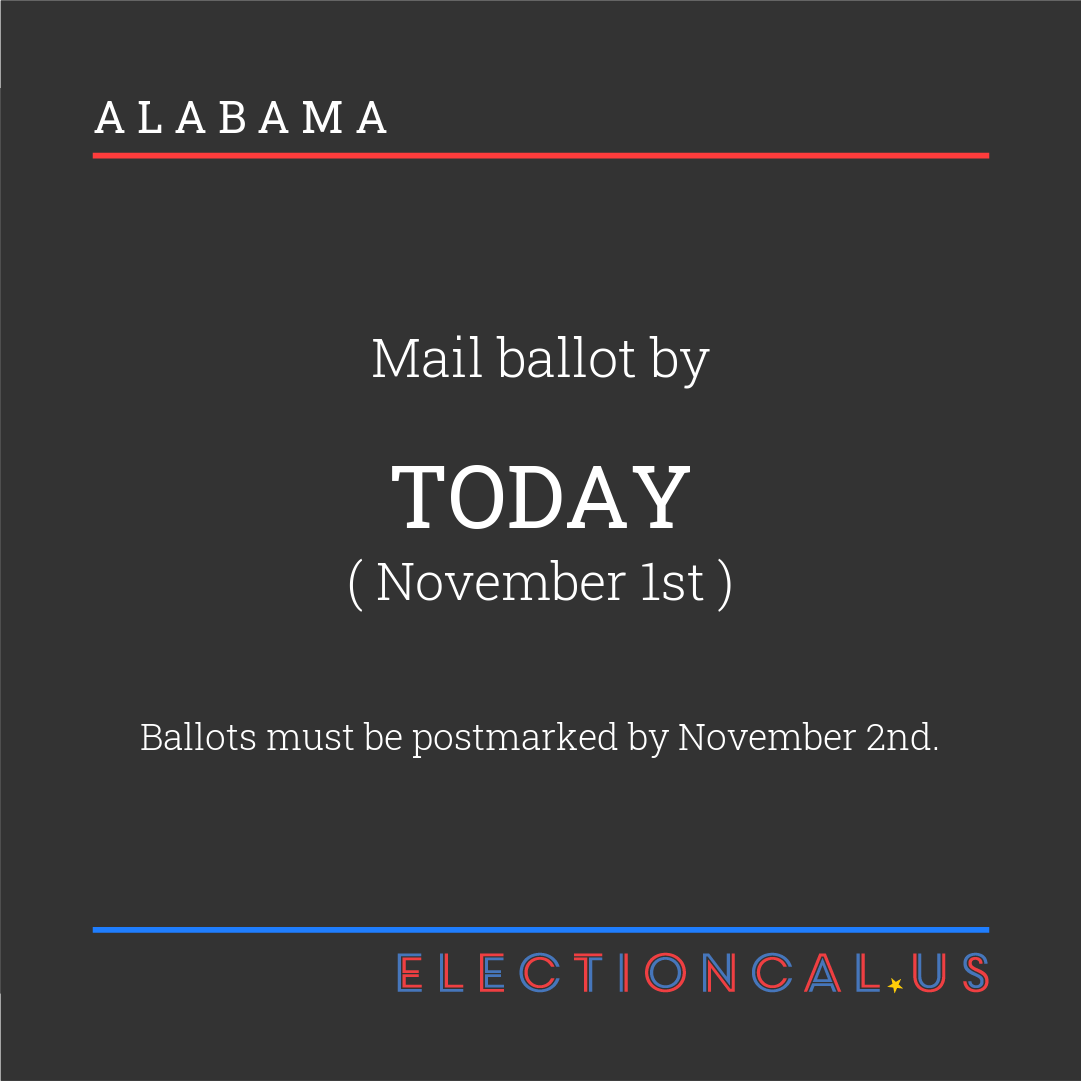 ALABAMA
Mail ballot by
TODAY
( November 1st )
Ballots must be postmarked by November 2nd.
ELECTIONCAL.US